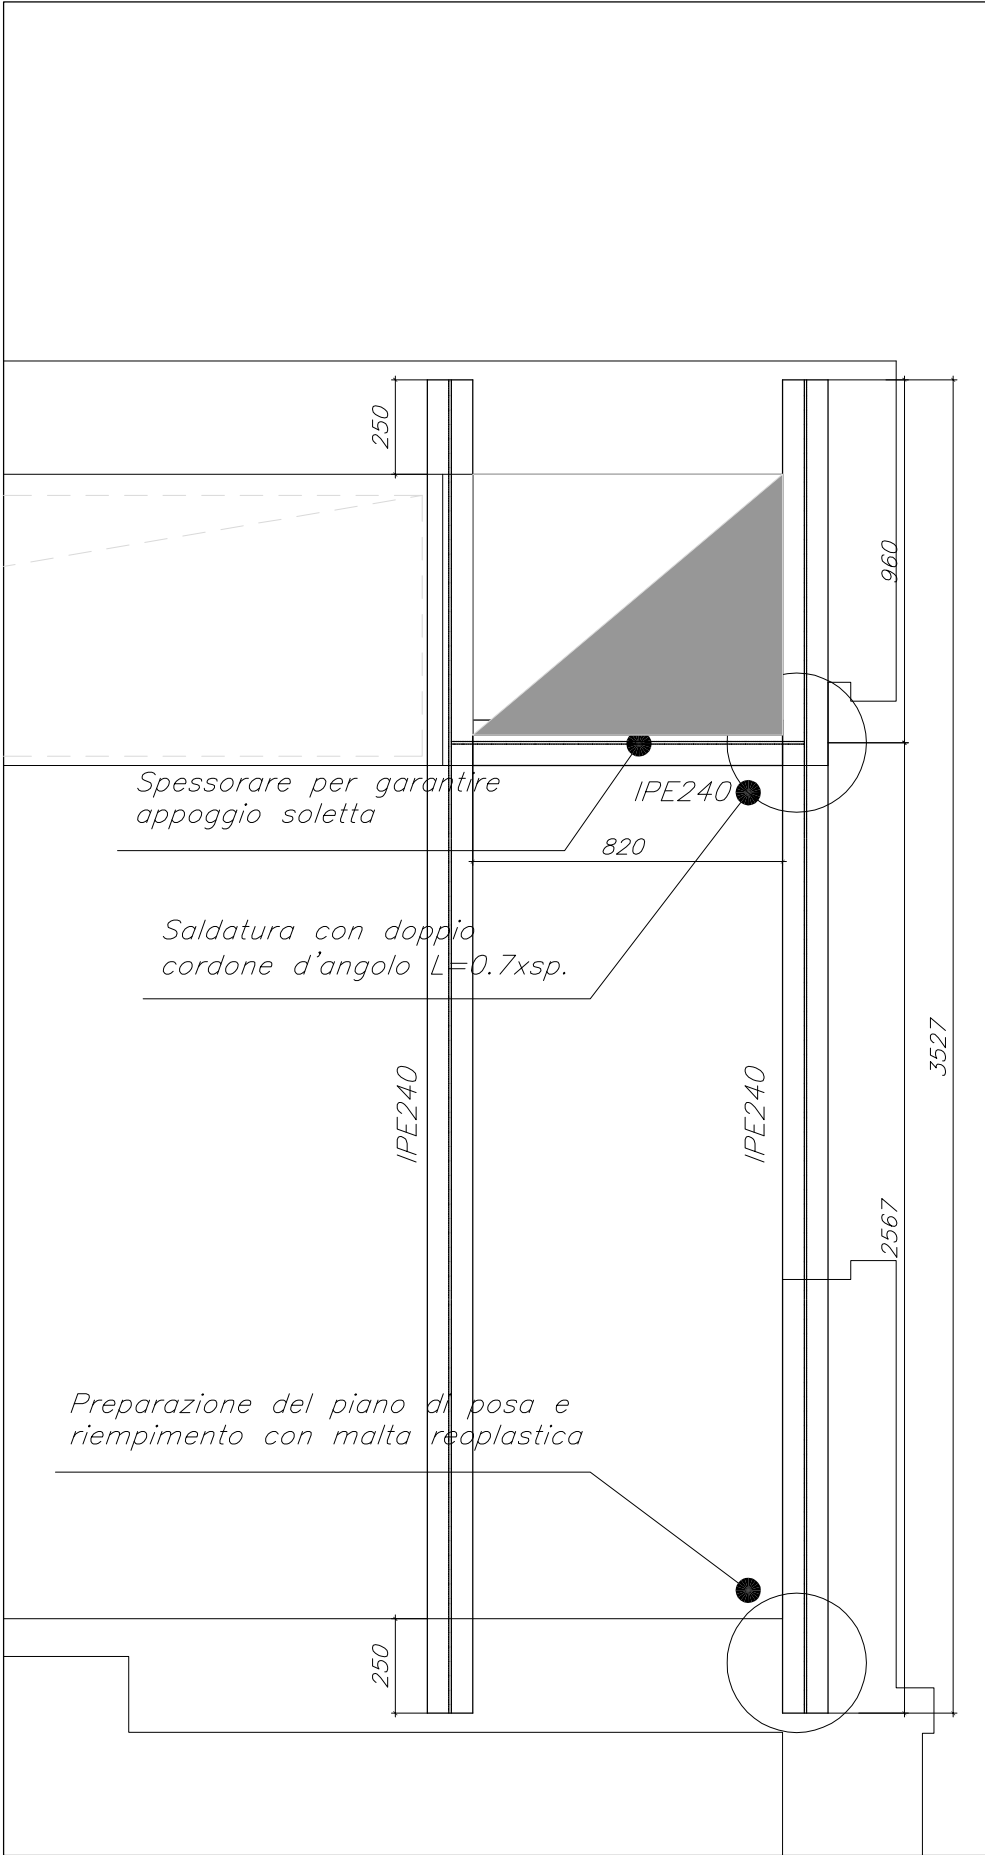 250
960
Spessorare per garantire
appoggio soletta
IPE240
820
Saldatura con doppio
cordone d'angolo L=0.7xsp.
3527
IPE240
IPE240
2567
Preparazione del piano di posa e
riempimento con malta reoplastica
250